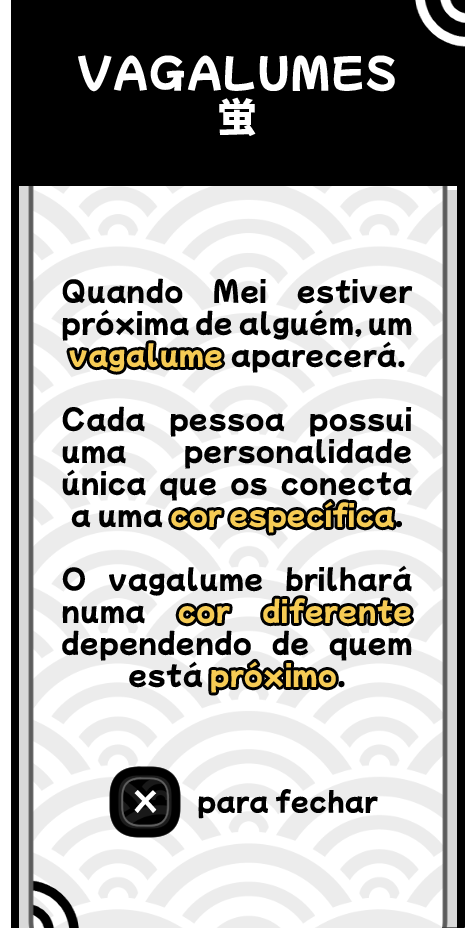 VAGALUMES
蛍
Quando Mei estiver
próxima de alguém, um
vagalume aparecerá.
Cada pessoa possui
uma personalidade
única que os conecta
a uma cor específica.
O vagalume brilhará
numa cor diferente
dependendo de quem
está próximo.
X para fechar